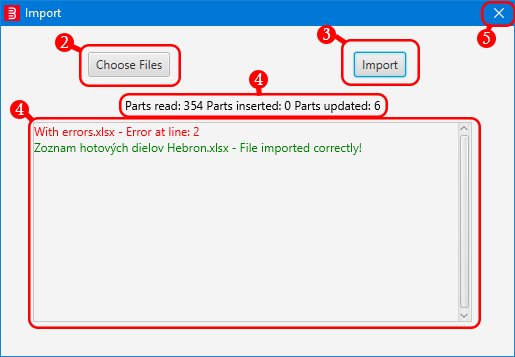 Import
5
2
Choose Files
3
Import
4
Parts read: 354 Parts inserted: 0 Parts updated: 6
4
With errors.xlsx - Error at line: 2
Zoznam hotových dielov Hebron.xlsx - File imported correctly!